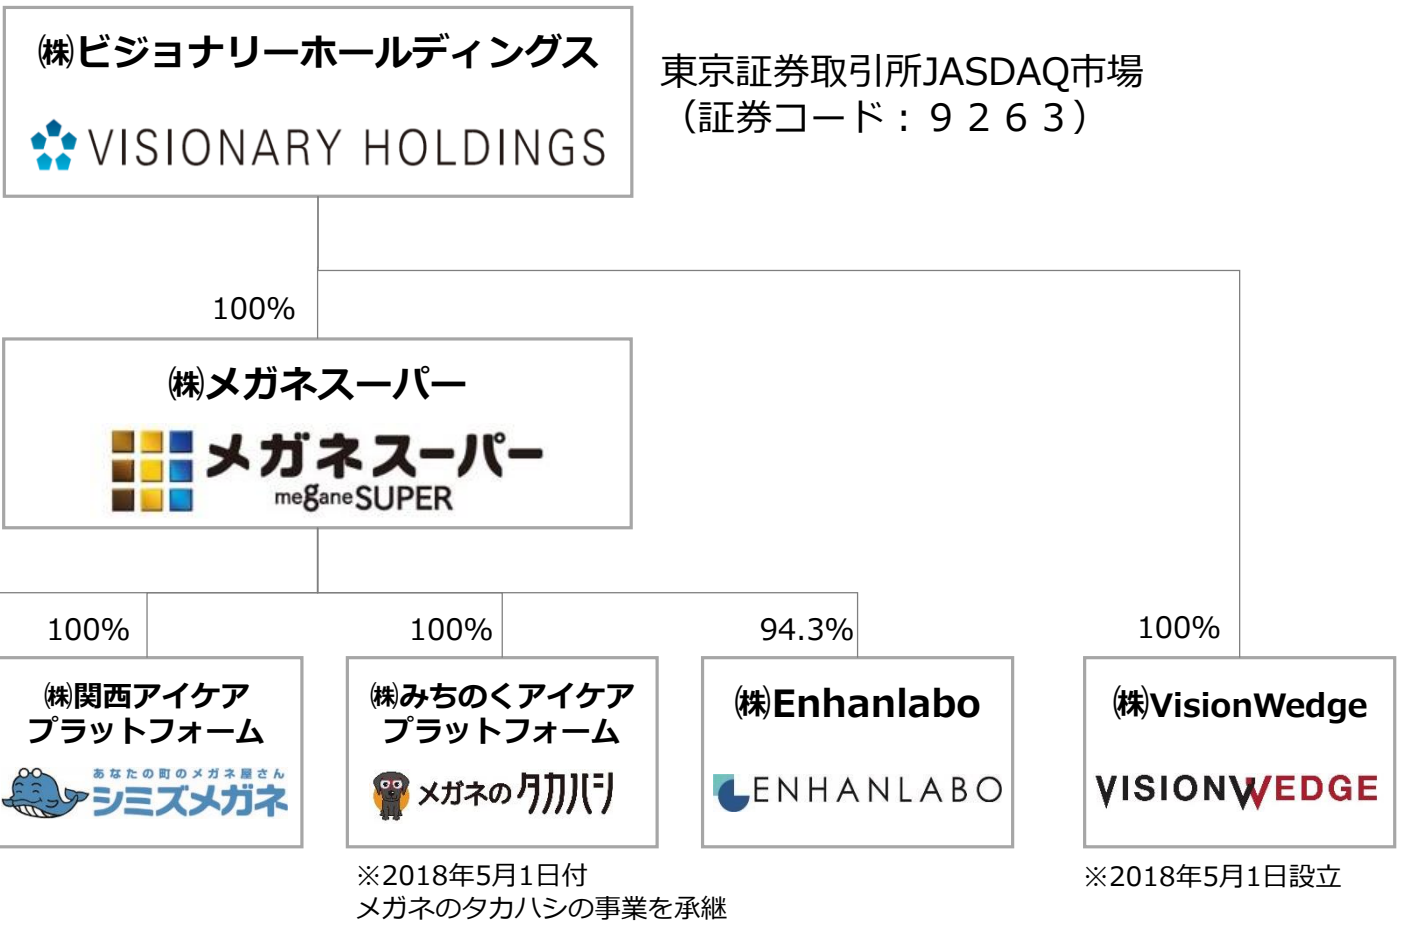 ㈱ビジョナリーホールディングス
VISIONARY HOLDINGS
東京証券取引所JASDAQ市場
（証券コード：９２６３）
100%
㈱メガネスーパー
メガネスーパー
meganeSUPER
100%
100%
94.3%
100%
㈱関西アイケア
プラットフォーム
あなたの町のメガネ屋さん
シミズメガネ
㈱みちのくアイケア
プラットフォーム
メガネのタカハシ
㈱Enhanlabo
ENHANLABO
㈱VisionWedge
VISIONWEDGE
※2018年5月1日付
メガネのタカハシの事業を承継
※2018年5月1日設立